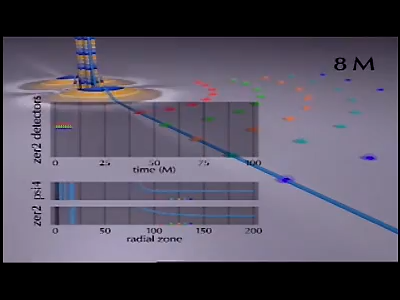 8 M
zer2 detectors
0 25 50 75 100
time (M)
zer2 psi4
0 50 100 150 200
radial zone